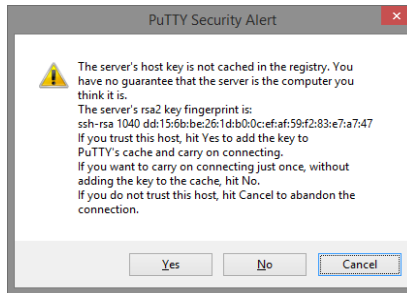 PuTTY Security Alert
The server's host key is not cached in the registry. You
have no guarantee that the server is the computer you
think it is.
The server's rsa2 key fingerprint is:
ssh-rsa 1040 dd:15:6b:be:26:1d:b0:0c:ef:af:59:f2:83:e7:a7:47
If you trust this host, hit Yes to add the key to
PuTTY's cache and carry on connecting.
If you want to carry on connecting just once, without
adding the key to the cache, hit No.
If you do not trust this host, hit Cancel to abandon the
connection.
Yes
No
Cancel